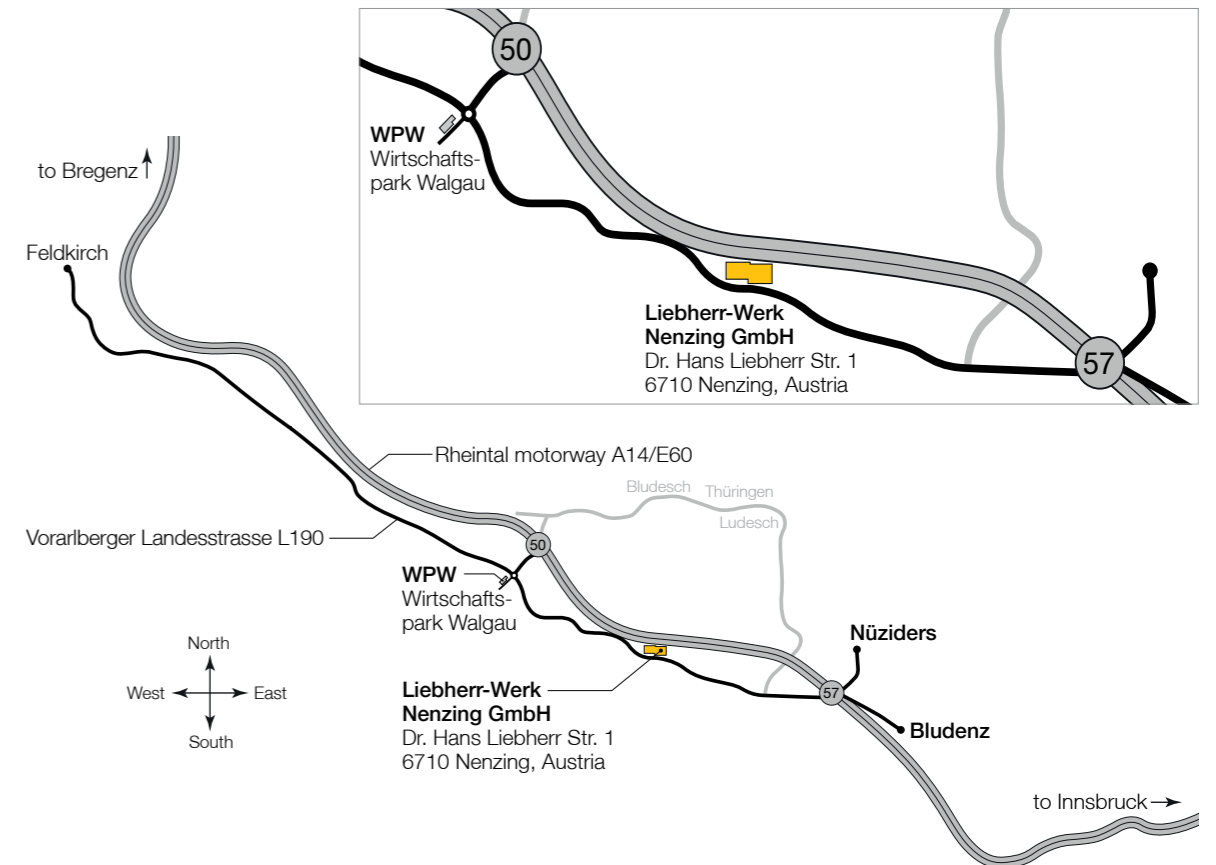 50
WPW
Wirtschafts-
park Walgau
to Bregenz
Feldkirch
Liebherr-Werk
Nenzing GmbH
Dr. Hans Liebherr Str. 1
6710 Nenzing, Austria
57
Rheintal motorway A14/E60
Bludesch
Thüringen
Ludesch
Vorarlberger Landesstrasse L190
50
WPW
Wirtschafts-
park Walgau
North
West
East
South
Nüziders
57
Liebherr-Werk
Nenzing GmbH
Dr. Hans Liebherr Str. 1
6710 Nenzing, Austria
Bludenz
to Innsbruck